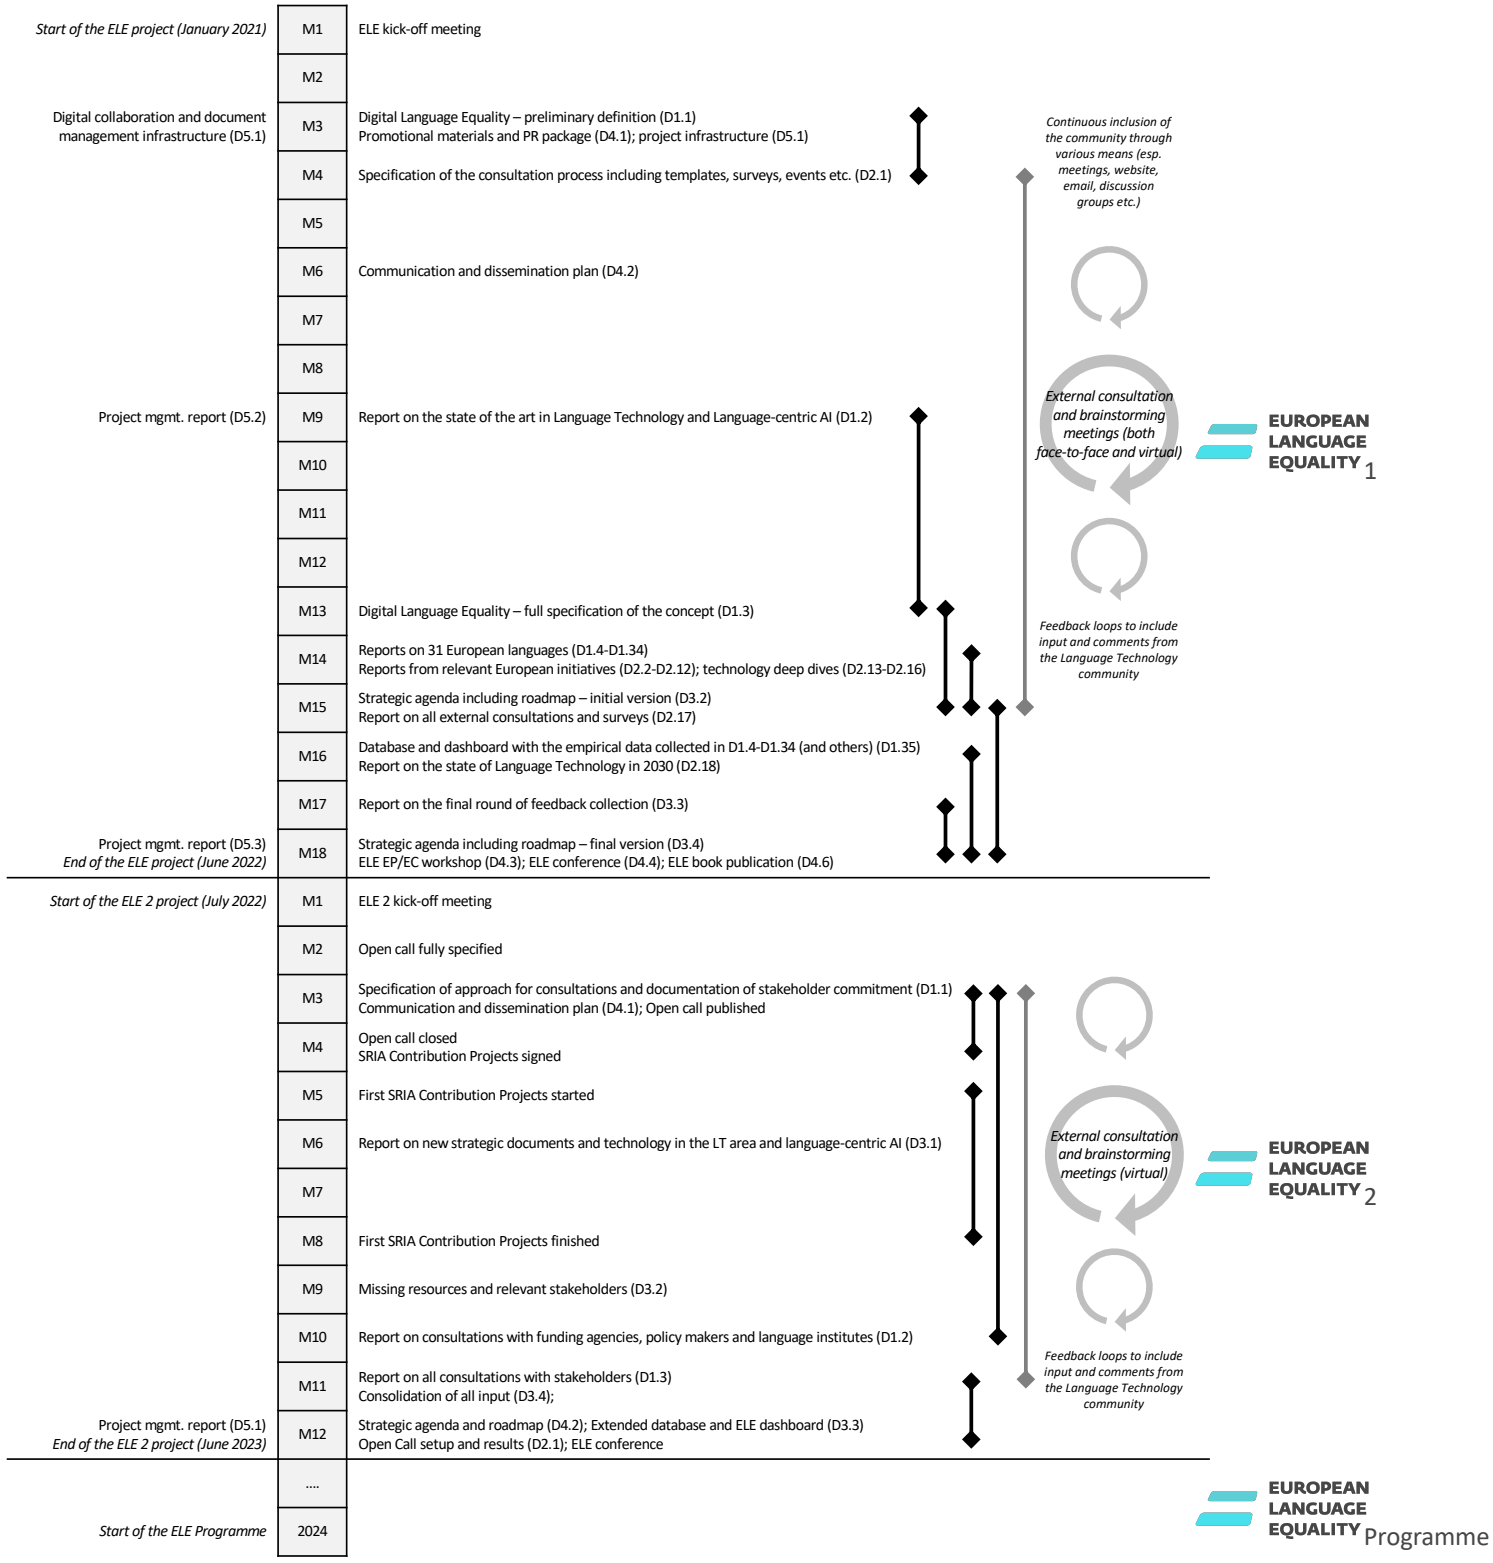 Start of the ELE project (January 2021)
M1
ELE kick-off meeting
M2
Digital collaboration and document
management infrastructure (D5.1)
M3
Digital Language Equality – preliminary definition (D1.1)
Promotional materials and PR package (D4.1); project infrastructure (D5.1)
M4
Specification of the consultation process including templates, surveys, events etc. (D2.1)
Continuous inclusion of
the community through
various means (esp.
meetings, website,
email, discussion
groups etc.)
M5
M6
Communication and dissemination plan (D4.2)
M7
M8
Project mgmt. report (D5.2)
M9
Report on the state of the art in Language Technology and Language-centric AI (D1.2)
External consultation
and brainstorming
meetings (both
face-to-face and virtual)
EUROPEAN
LANGUAGE
EQUALITY 1
M10
M11
M12
M13
Digital Language Equality – full specification of the concept (D1.3)
M14
Reports on 31 European languages (D1.4-D1.34)
Reports from relevant European initiatives (D2.2-D2.12); technology deep dives (D2.13-D2.16)
Feedback loops to include
input and comments from
the Language Technology
community
M15
Strategic agenda including roadmap – initial version (D3.2)
Report on all external consultations and surveys (D2.17)
M16
Database and dashboard with the empirical data collected in D1.4-D1.34 (and others) (D1.35)
Report on the state of Language Technology in 2030 (D2.18)
M17
Report on the final round of feedback collection (D3.3)
Project mgmt. report (D5.3)
End of the ELE project (June 2022)
M18
Strategic agenda including roadmap – final version (D3.4)
ELE EP/EC workshop (D4.3); ELE conference (D4.4); ELE book publication (D4.6)
Start of the ELE 2 project (July 2022)
M1
ELE 2 kick-off meeting
M2
Open call fully specified
M3
Specification of approach for consultations and documentation of stakeholder commitment (D1.1)
Communication and dissemination plan (D4.1); Open call published
M4
Open call closed
SRIA Contribution Projects signed
M5
First SRIA Contribution Projects started
M6
Report on new strategic documents and technology in the LT area and language-centric AI (D3.1)
External consultation
and brainstorming
meetings (virtual)
EUROPEAN
LANGUAGE
EQUALITY 2
M7
M8
First SRIA Contribution Projects finished
M9
Missing resources and relevant stakeholders (D3.2)
M10
Report on consultations with funding agencies, policy makers and language institutes (D1.2)
M11
Report on all consultations with stakeholders (D1.3)
Consolidation of all input (D3.4);
Feedback loops to include
input and comments from
the Language Technology
community
Project mgmt. report (D5.1)
End of the ELE 2 project (June 2023)
M12
Strategic agenda and roadmap (D4.2); Extended database and ELE dashboard (D3.3)
Open Call setup and results (D2.1); ELE conference
....
Start of the ELE Programme
2024
EUROPEAN
LANGUAGE
EQUALITY Programme